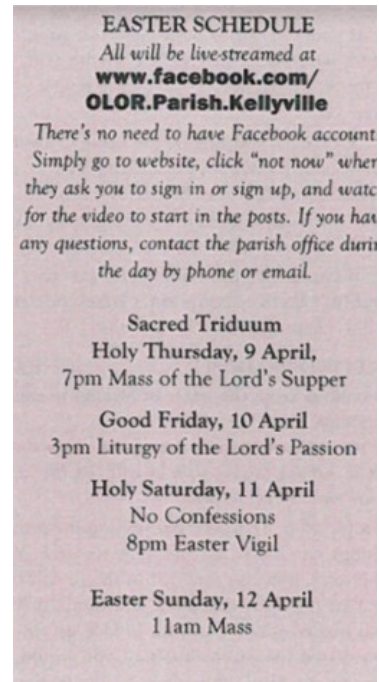 EASTER SCHEDULE
All will be live-streamed at
www.facebook.com/
OLOR.Parish.Kellyville
There's no need to have Facebook account.
Simply go to website, click "not now" when
they ask you to sign in or sign up, and watc
for the video to start in the posts. If you hav
any questions, contact the parish office durin
the day by phone or email.
Sacred Triduum
Holy Thursday, 9 April,
7pm Mass of the Lord's Supper
Good Friday, 10 April
3pm Liturgy of the Lord's Passion
Holy Saturday, 11 April
No Confessions
8pm Easter Vigil
Easter Sunday, 12 April
11am Mass